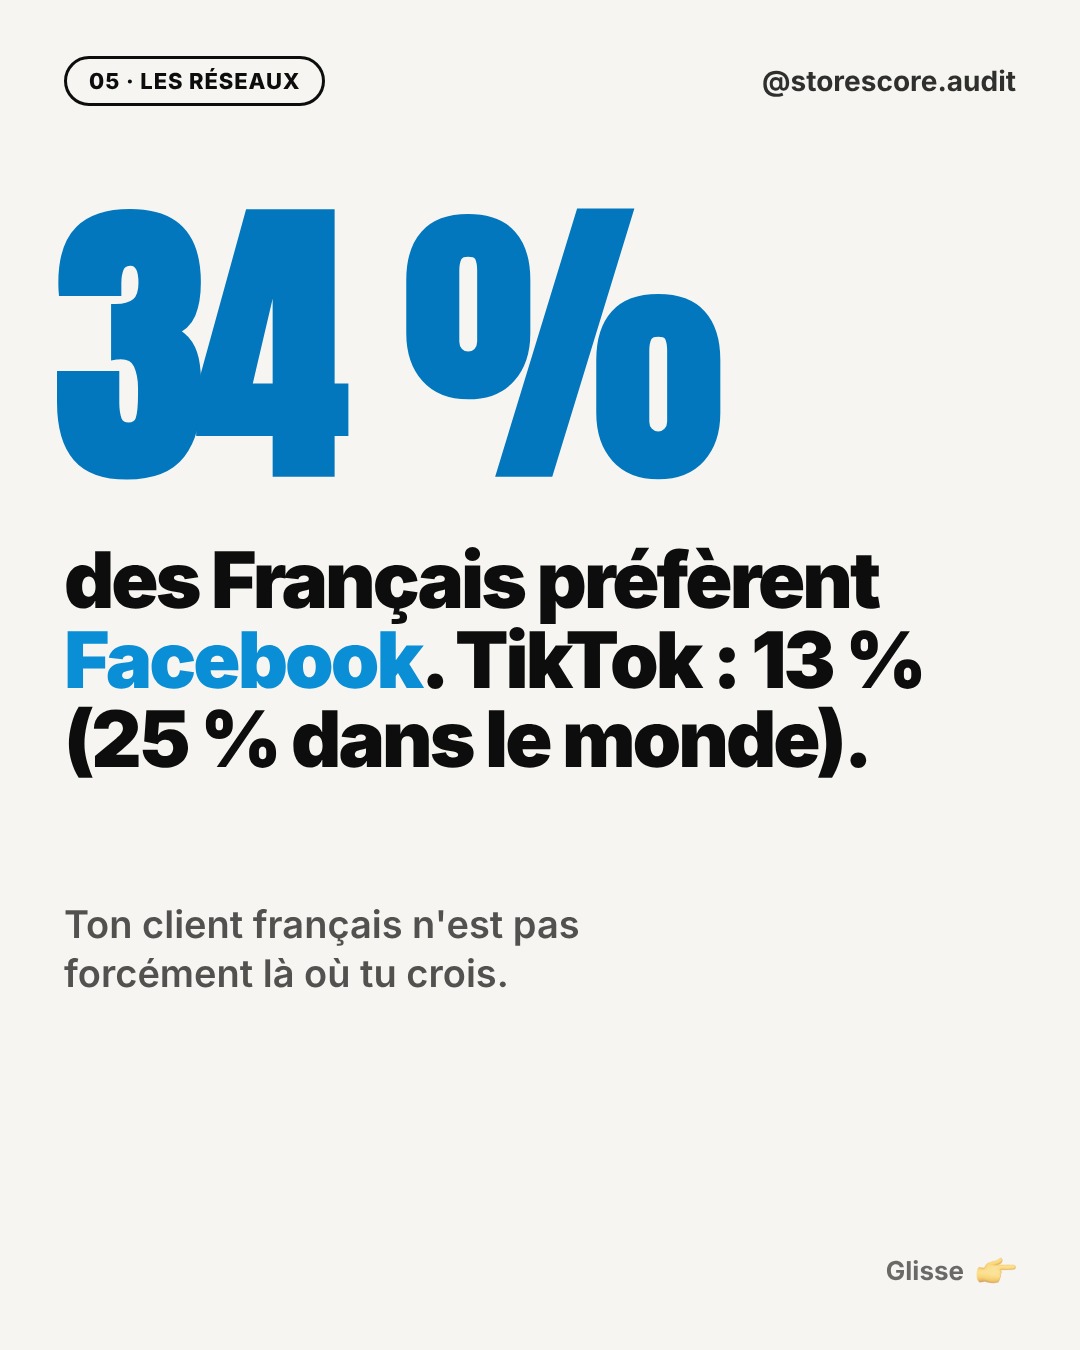 05 · LES RÉSEAUX
@storescore.audit
34 %
des Français préfèrent
Facebook. TikTok : 13 %
(25 % dans le monde).
Ton client français n'est pas
forcément là où tu crois.
Glisse 👉